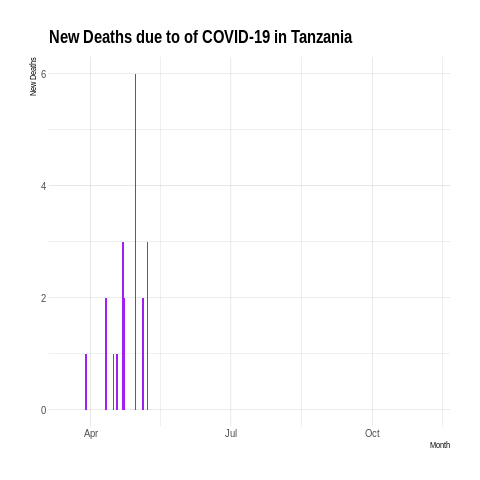 New Deaths due to of COVID-19 in Tanzania
New Deaths
6
4
2
0
Apr
Jul
Oct
Month